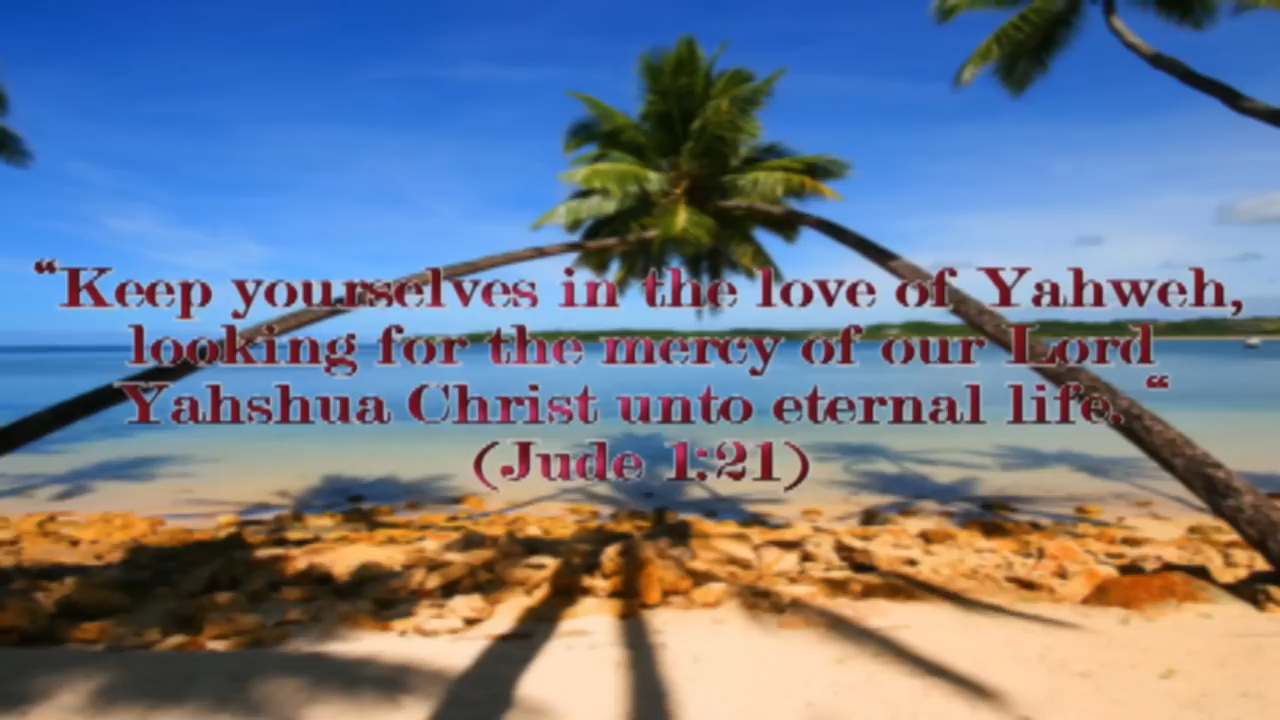 “Keep yourselves in the love of Yahweh,
looking for the mercy of our Lord
Yahshua Christ unto eternal life.“
(Jude 1:21)